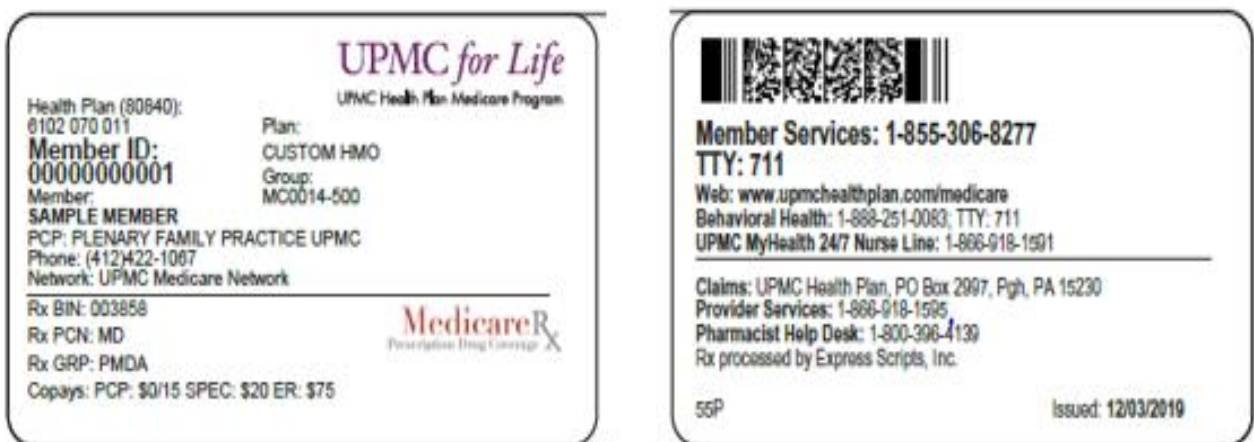 UPMC for Life
UPMC Health Plan Medicare Program
Health Plan (80840):
6102 070 011
Member ID:
00000000001
Member:
SAMPLE MEMBER
Plan:
CUSTOM HMO
Group:
MC0014-500
PCP: PLENARY FAMILY PRACTICE UPMC
Phone: (412)422-1067
Network: UPMC Medicare Network
Rx BIN: 003858
Rx PCN: MD
Rx GRP: PMDA
Copays: PCP: $0/15 SPEC: $20 ER: $75
MedicareRx
Prescription Drug Coverage
Member Services: 1-855-306-8277
TTY: 711
Web: www.upmchealthplan.com/medicare
Behavioral Health: 1-888-251-0083; TTY: 711
UPMC MyHealth 24/7 Nurse Line: 1-866-918-1591
Claims: UPMC Health Plan, PO Box 2997, Pgh, PA 15230
Provider Services: 1-866-918-1595
Pharmacist Help Desk: 1-800-396-4139
Rx processed by Express Scripts, Inc.
55P
Issued: 12/03/2019